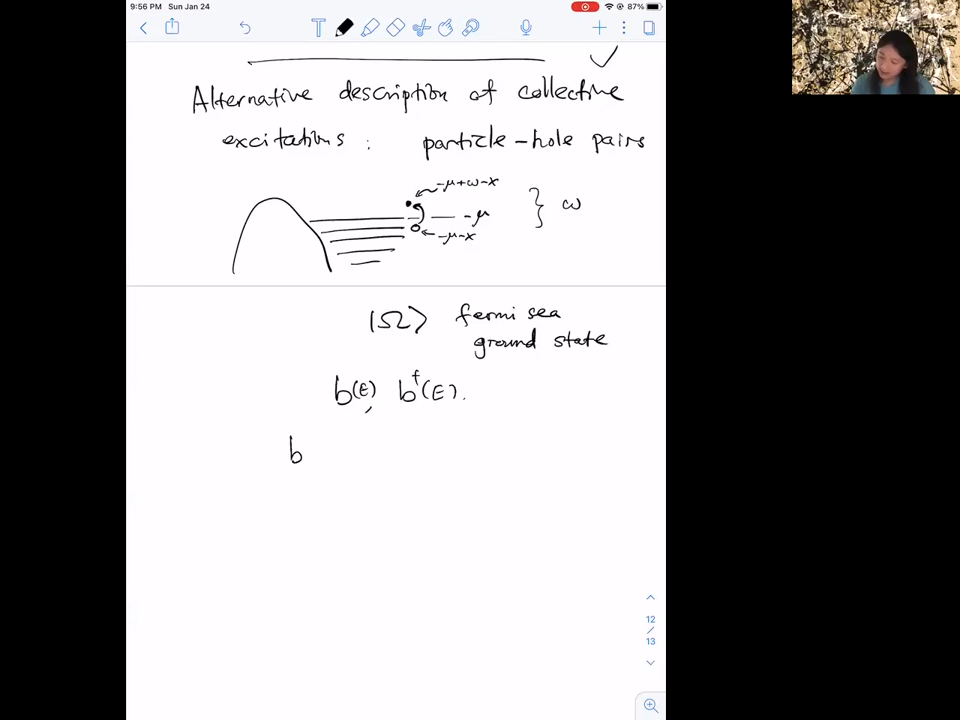 9:56 PM Sun Jan 24
87%
T
Alternative description of collective
excitations : particle-hole pairs
-μ+ω-x
-μ
} ω
-μ-x
|Ω⟩ fermi sea
ground state
b(E), b†(E).
b
12
/
13